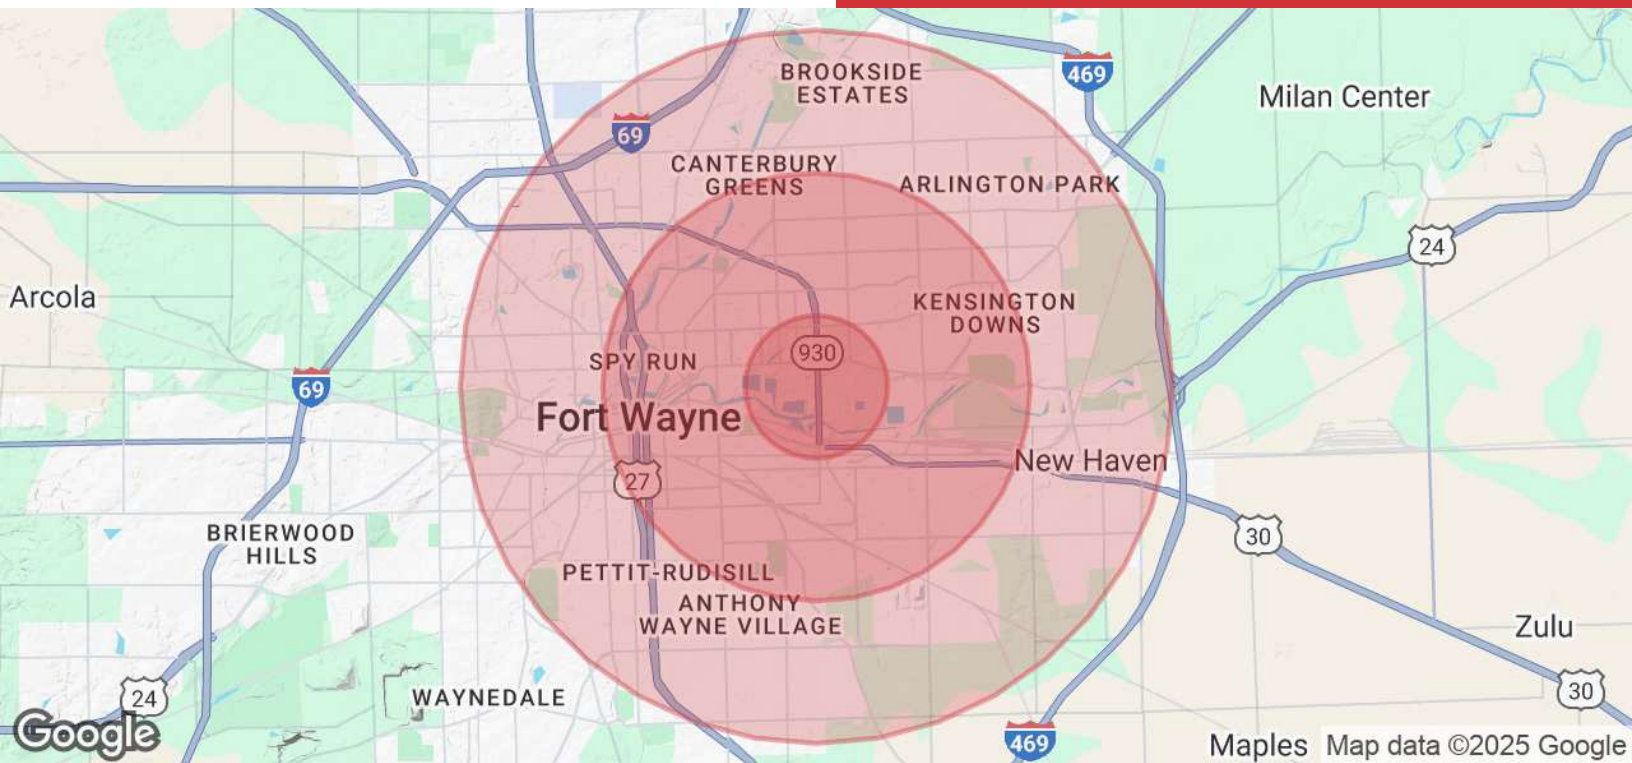 BROOKSIDE
ESTATES
469
Milan Center
69
CANTERBURY
GREENS
ARLINGTON PARK
24
Arcola
KENSINGTON
DOWNS
930
SPY RUN
69
Fort Wayne
New Haven
27
BRIERWOOD
HILLS
30
PETTIT-RUDISILL
ANTHONY
WAYNE VILLAGE
Zulu
24
WAYNEDALE
30
Google
469
Maples
Map data ©2025 Google